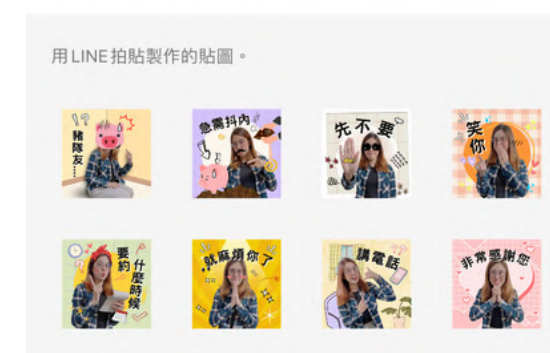 用LINE拍貼製作的貼圖。
豬隊友....
急需抖內
先不要
笑你
要約什麼時候
就麻煩你了
講電話
非常感謝您